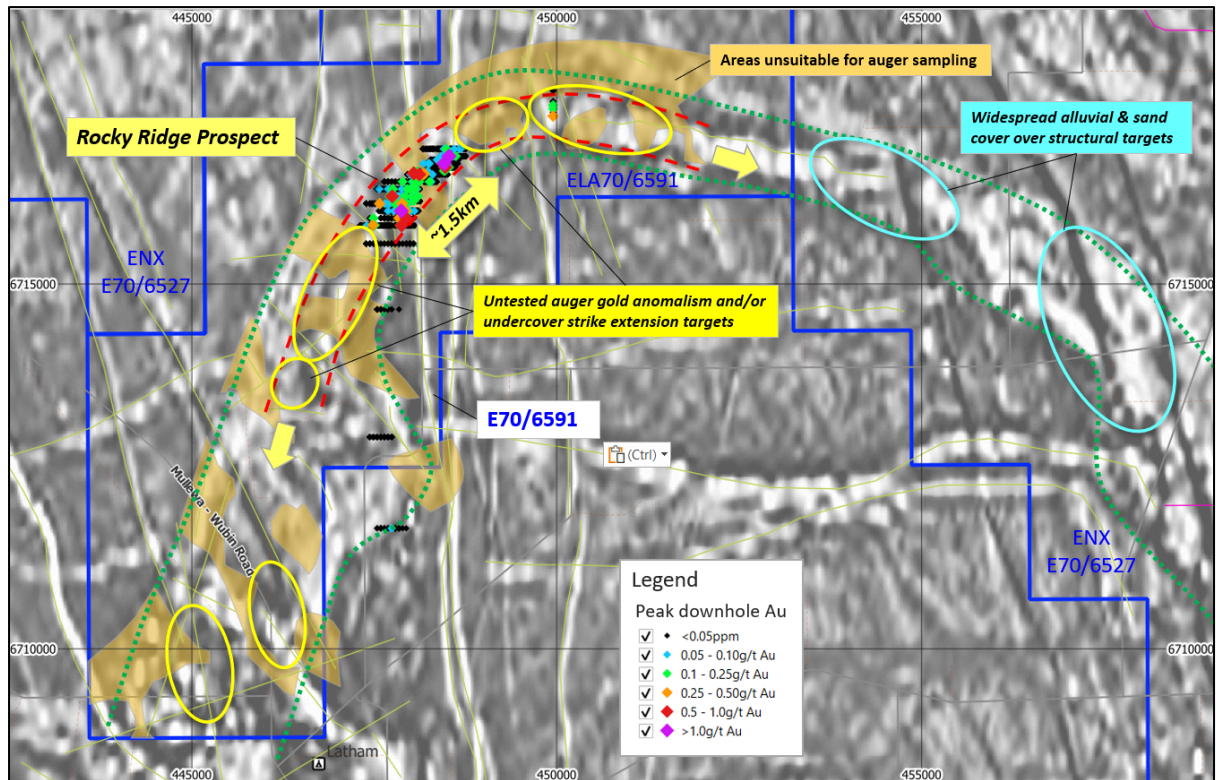 445000
450000
455000
Areas unsuitable for auger sampling
Rocky Ridge Prospect
Widespread alluvial & sand
cover over structural targets
ELA70/6591
~1.5km
ENX
E70/6527
6715000
6715000
Untested auger gold anomalism and/or
undercover strike extension targets
E70/6591
(Ctrl)
Mullewa - Wubin Road
ENX
E70/6527
Legend
Peak downhole Au
<0.05ppm
0.05 - 0.10g/t Au
0.1 - 0.25g/t Au
0.25 - 0.50g/t Au
0.5 - 1.0g/t Au
>1.0g/t Au
6710000
6710000
Latham
445000
450000
455000